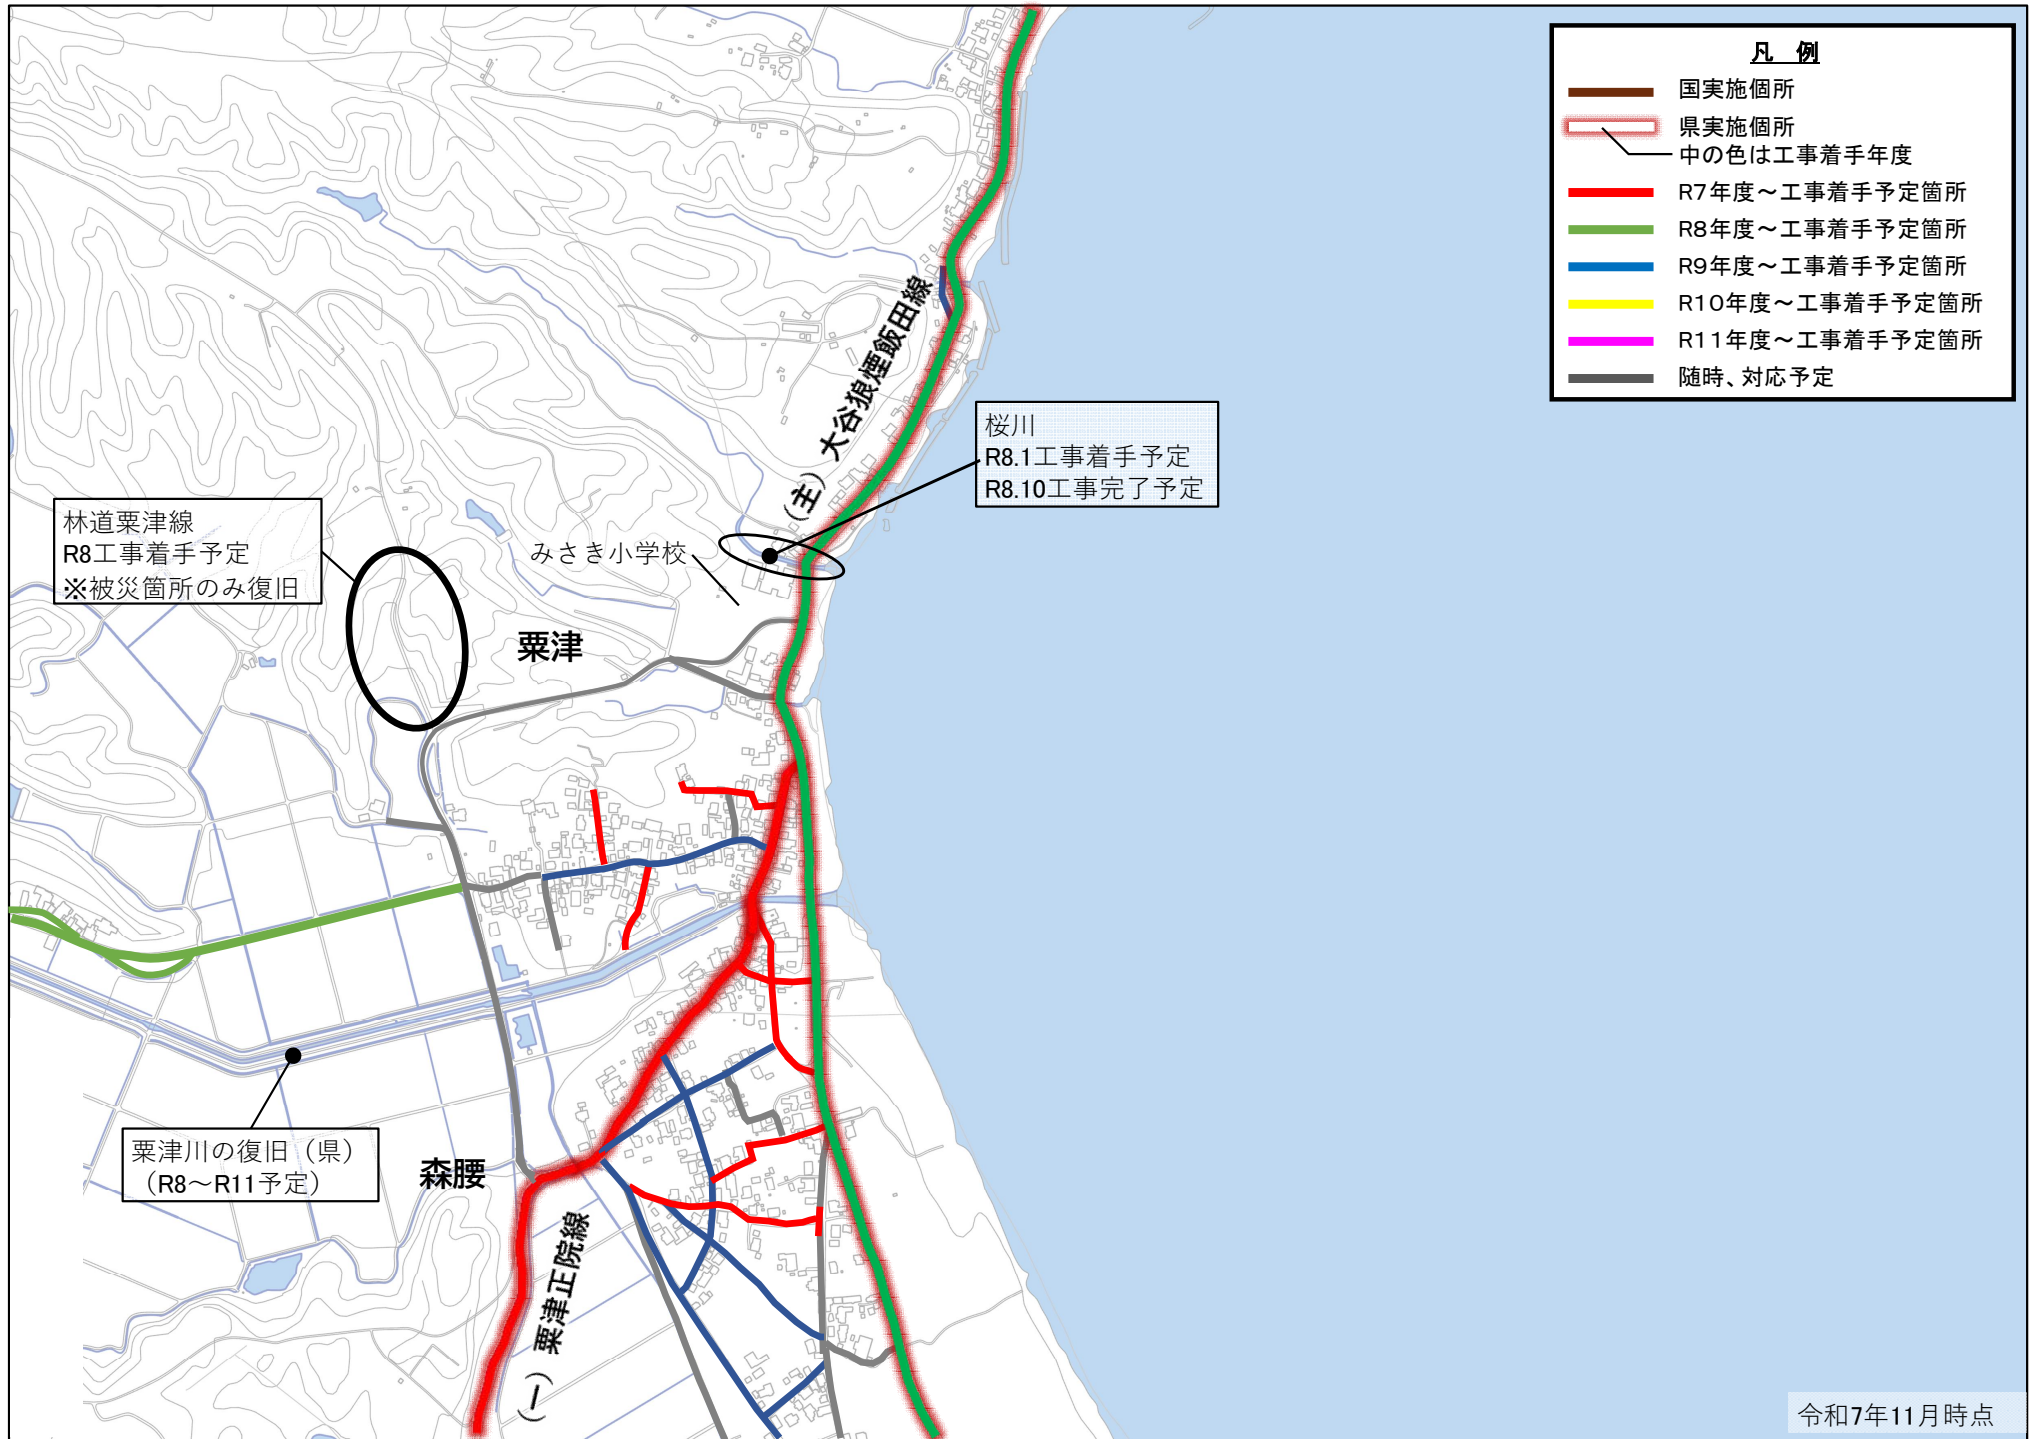 凡 例
国実施個所
県実施個所
中の色は工事着手年度
R7年度～工事着手予定箇所
R8年度～工事着手予定箇所
R9年度～工事着手予定箇所
R10年度～工事着手予定箇所
R11年度～工事着手予定箇所
随時、対応予定
(主) 大谷狼煙飯田線
桜川
R8.1工事着手予定
R8.10工事完了予定
林道粟津線
R8工事着手予定
※被災箇所のみ復旧
みさき小学校
粟津
粟津川の復旧（県）
（R8～R11予定）
森腰
(一) 粟津正院線
令和7年11月時点